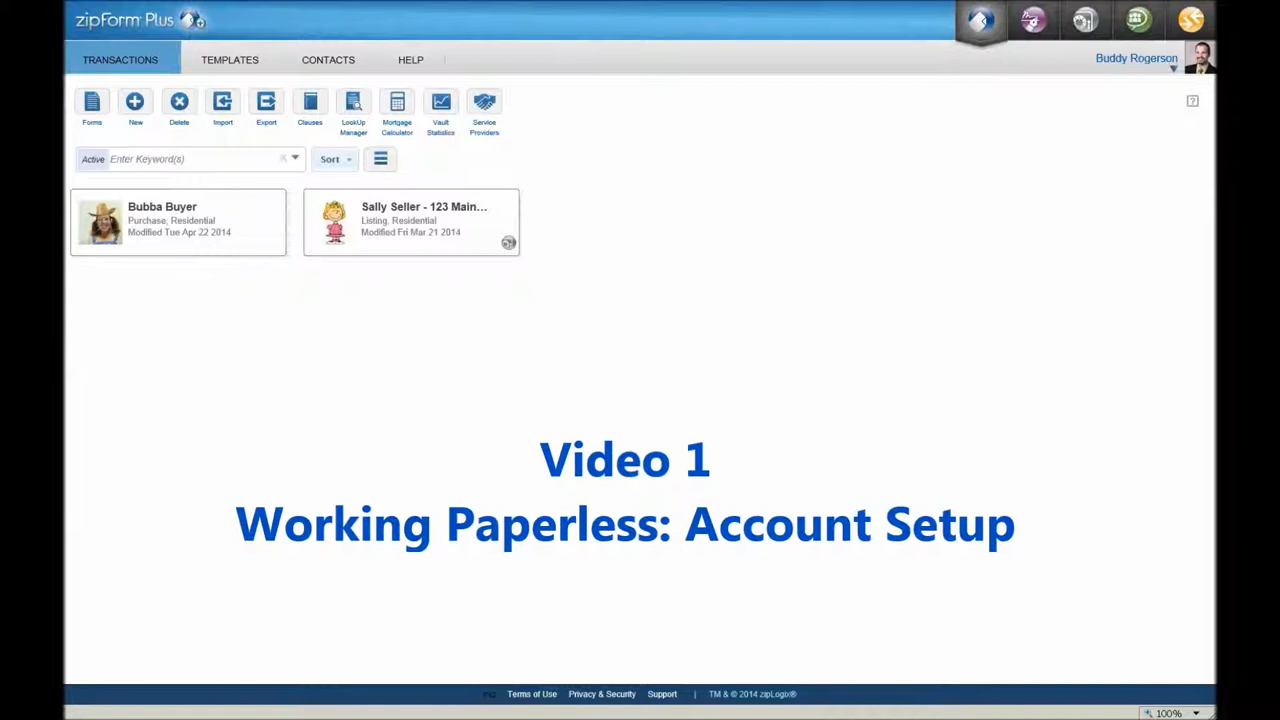 zipForm Plus
TRANSACTIONS TEMPLATES CONTACTS HELP
Buddy Rogerson
Forms New Delete Import Export Clauses LookUp Manager Mortgage Calculator Vault Statistics Service Providers
Active Enter Keyword(s) Sort
Bubba Buyer
Purchase, Residential
Modified Tue Apr 22 2014
Sally Seller - 123 Main...
Listing, Residential
Modified Fri Mar 21 2014
Video 1
Working Paperless: Account Setup
Terms of Use Privacy & Security Support | TM & © 2014 zipLogix®
100%